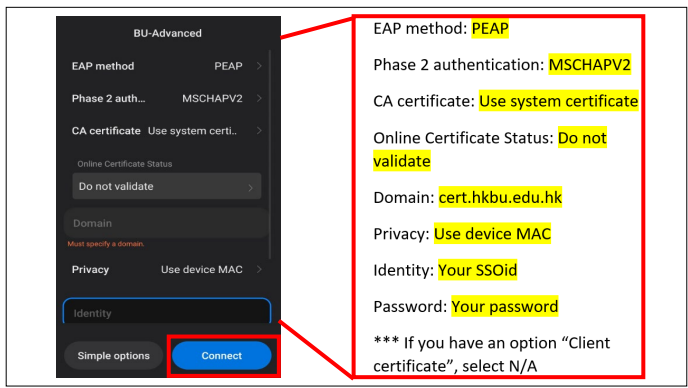 BU-Advanced
EAP method PEAP
Phase 2 auth... MSCHAPV2
CA certificate Use system certi..
Online Certificate Status
Do not validate
Domain
Must specify a domain.
Privacy Use device MAC
Identity
Simple options Connect
EAP method: PEAP
Phase 2 authentication: MSCHAPV2
CA certificate: Use system certificate
Online Certificate Status: Do not
validate
Domain: cert.hkbu.edu.hk
Privacy: Use device MAC
Identity: Your SSOid
Password: Your password
*** If you have an option “Client
certificate”, select N/A